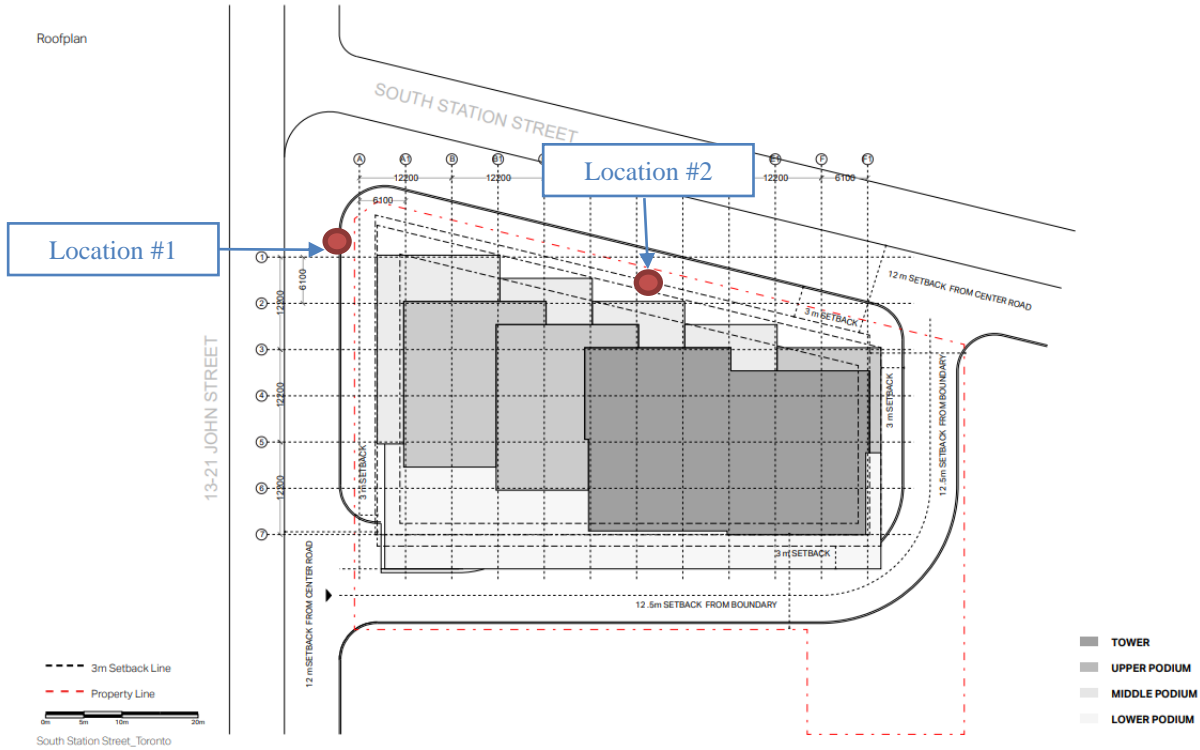 Roofplan
SOUTH STATION STREET
Location #2
Location #1
A
A1
B
B1
F
F1
12200
12200
12200
6100
6100
1
2
3
4
5
6
7
6100
12200
12200
12200
13-21 JOHN STREET
12 m SETBACK FROM CENTER ROAD
3 m SETBACK
3 m SETBACK
12.5m SETBACK FROM BOUNDARY
3 m SETBACK
3 m SETBACK
12.5m SETBACK FROM BOUNDARY
12 m SETBACK FROM CENTER ROAD
3m Setback Line
Property Line
0m 5m 10m 20m
South Station Street_Toronto
TOWER
UPPER PODIUM
MIDDLE PODIUM
LOWER PODIUM